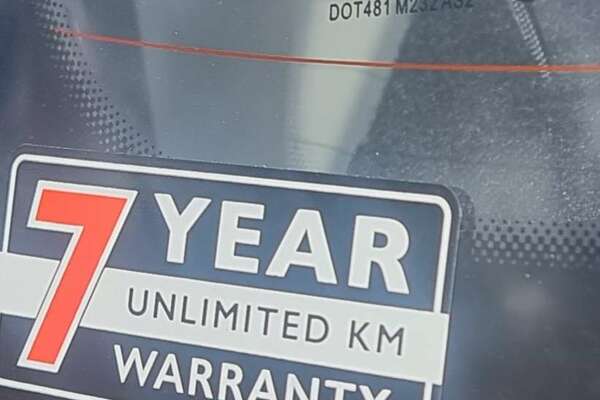 DOT481 M232 AS2
7 YEAR
UNLIMITED KM
WARRANTY